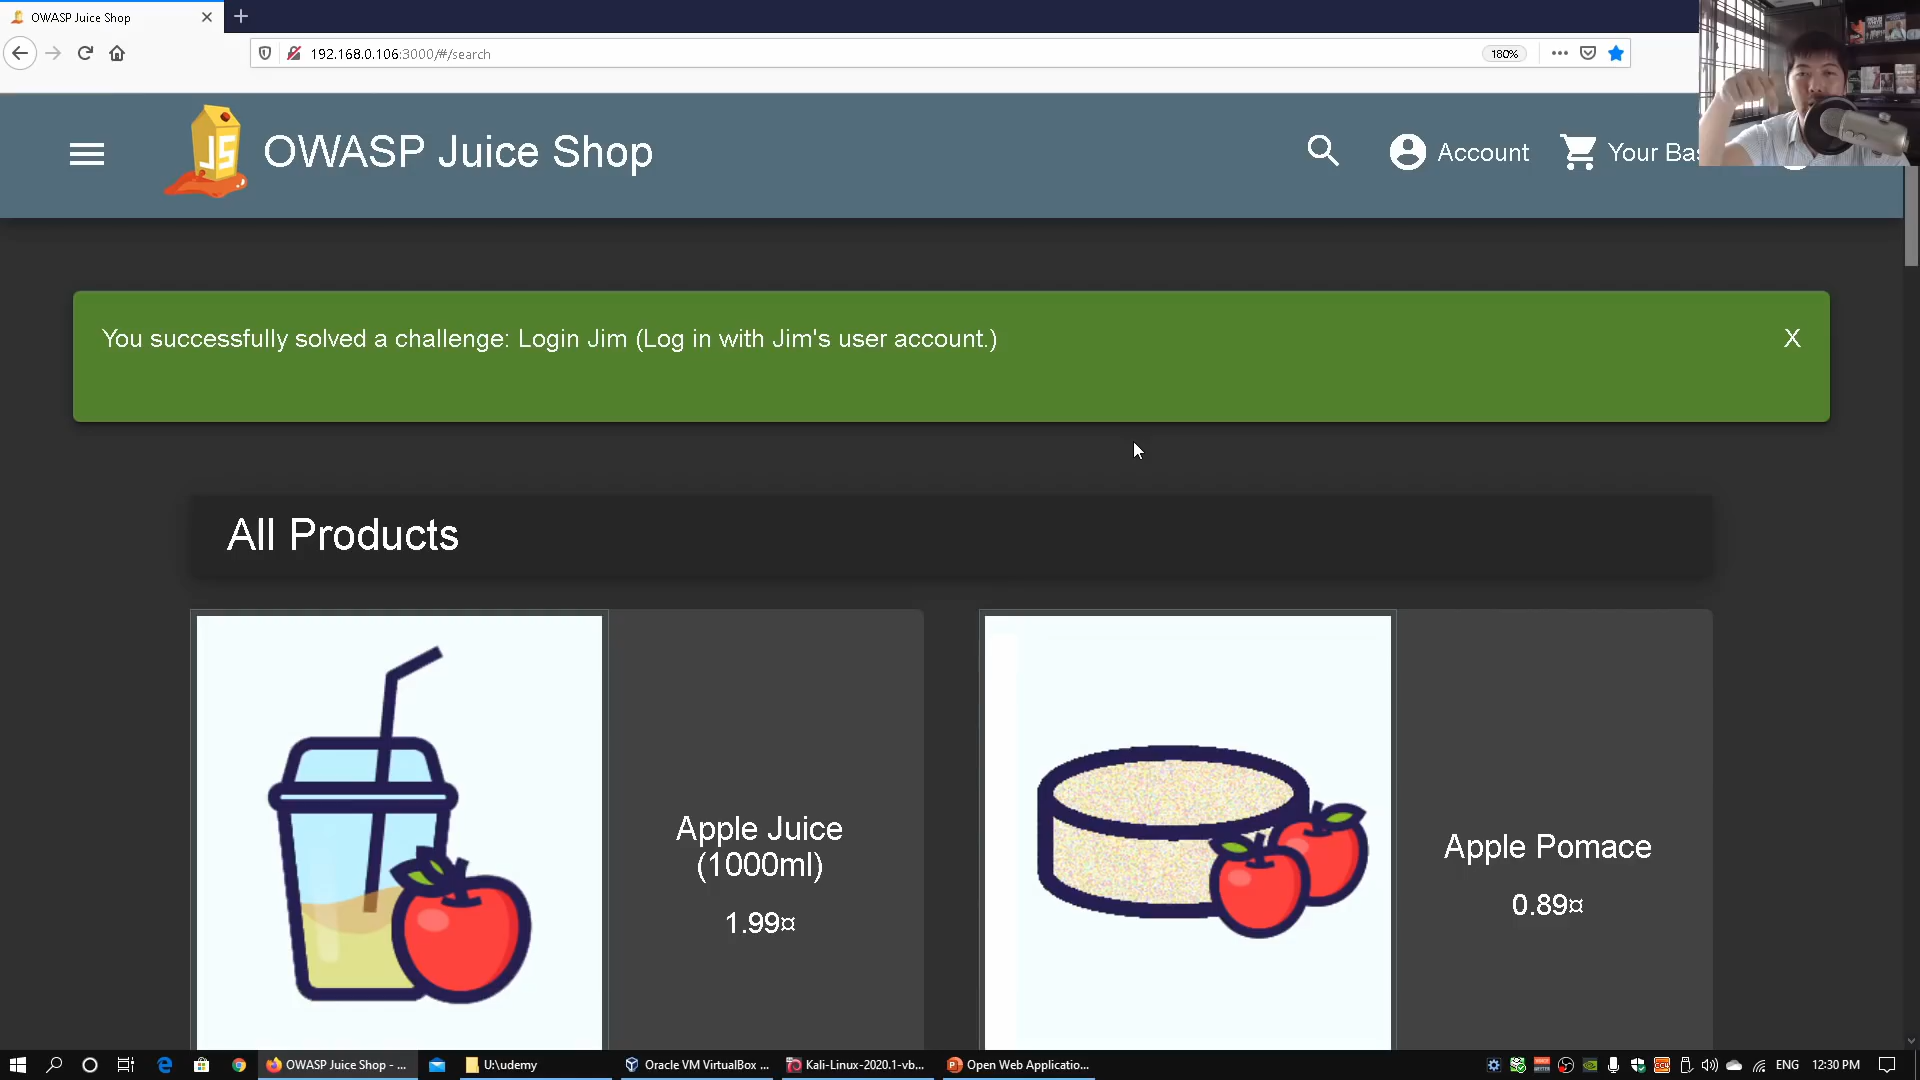 OWASP Juice Shop
192.168.0.106:3000/#/search
180%
JS
OWASP Juice Shop
Account
Your Bas
You successfully solved a challenge: Login Jim (Log in with Jim's user account.)
X
All Products
Apple Juice
(1000ml)
1.99¤
Apple Pomace
0.89¤
OWASP Juice Shop - ...
U:\udemy
Oracle VM VirtualBox ...
Kali-Linux-2020.1-vb...
Open Web Applicatio...
ENG
12:30 PM